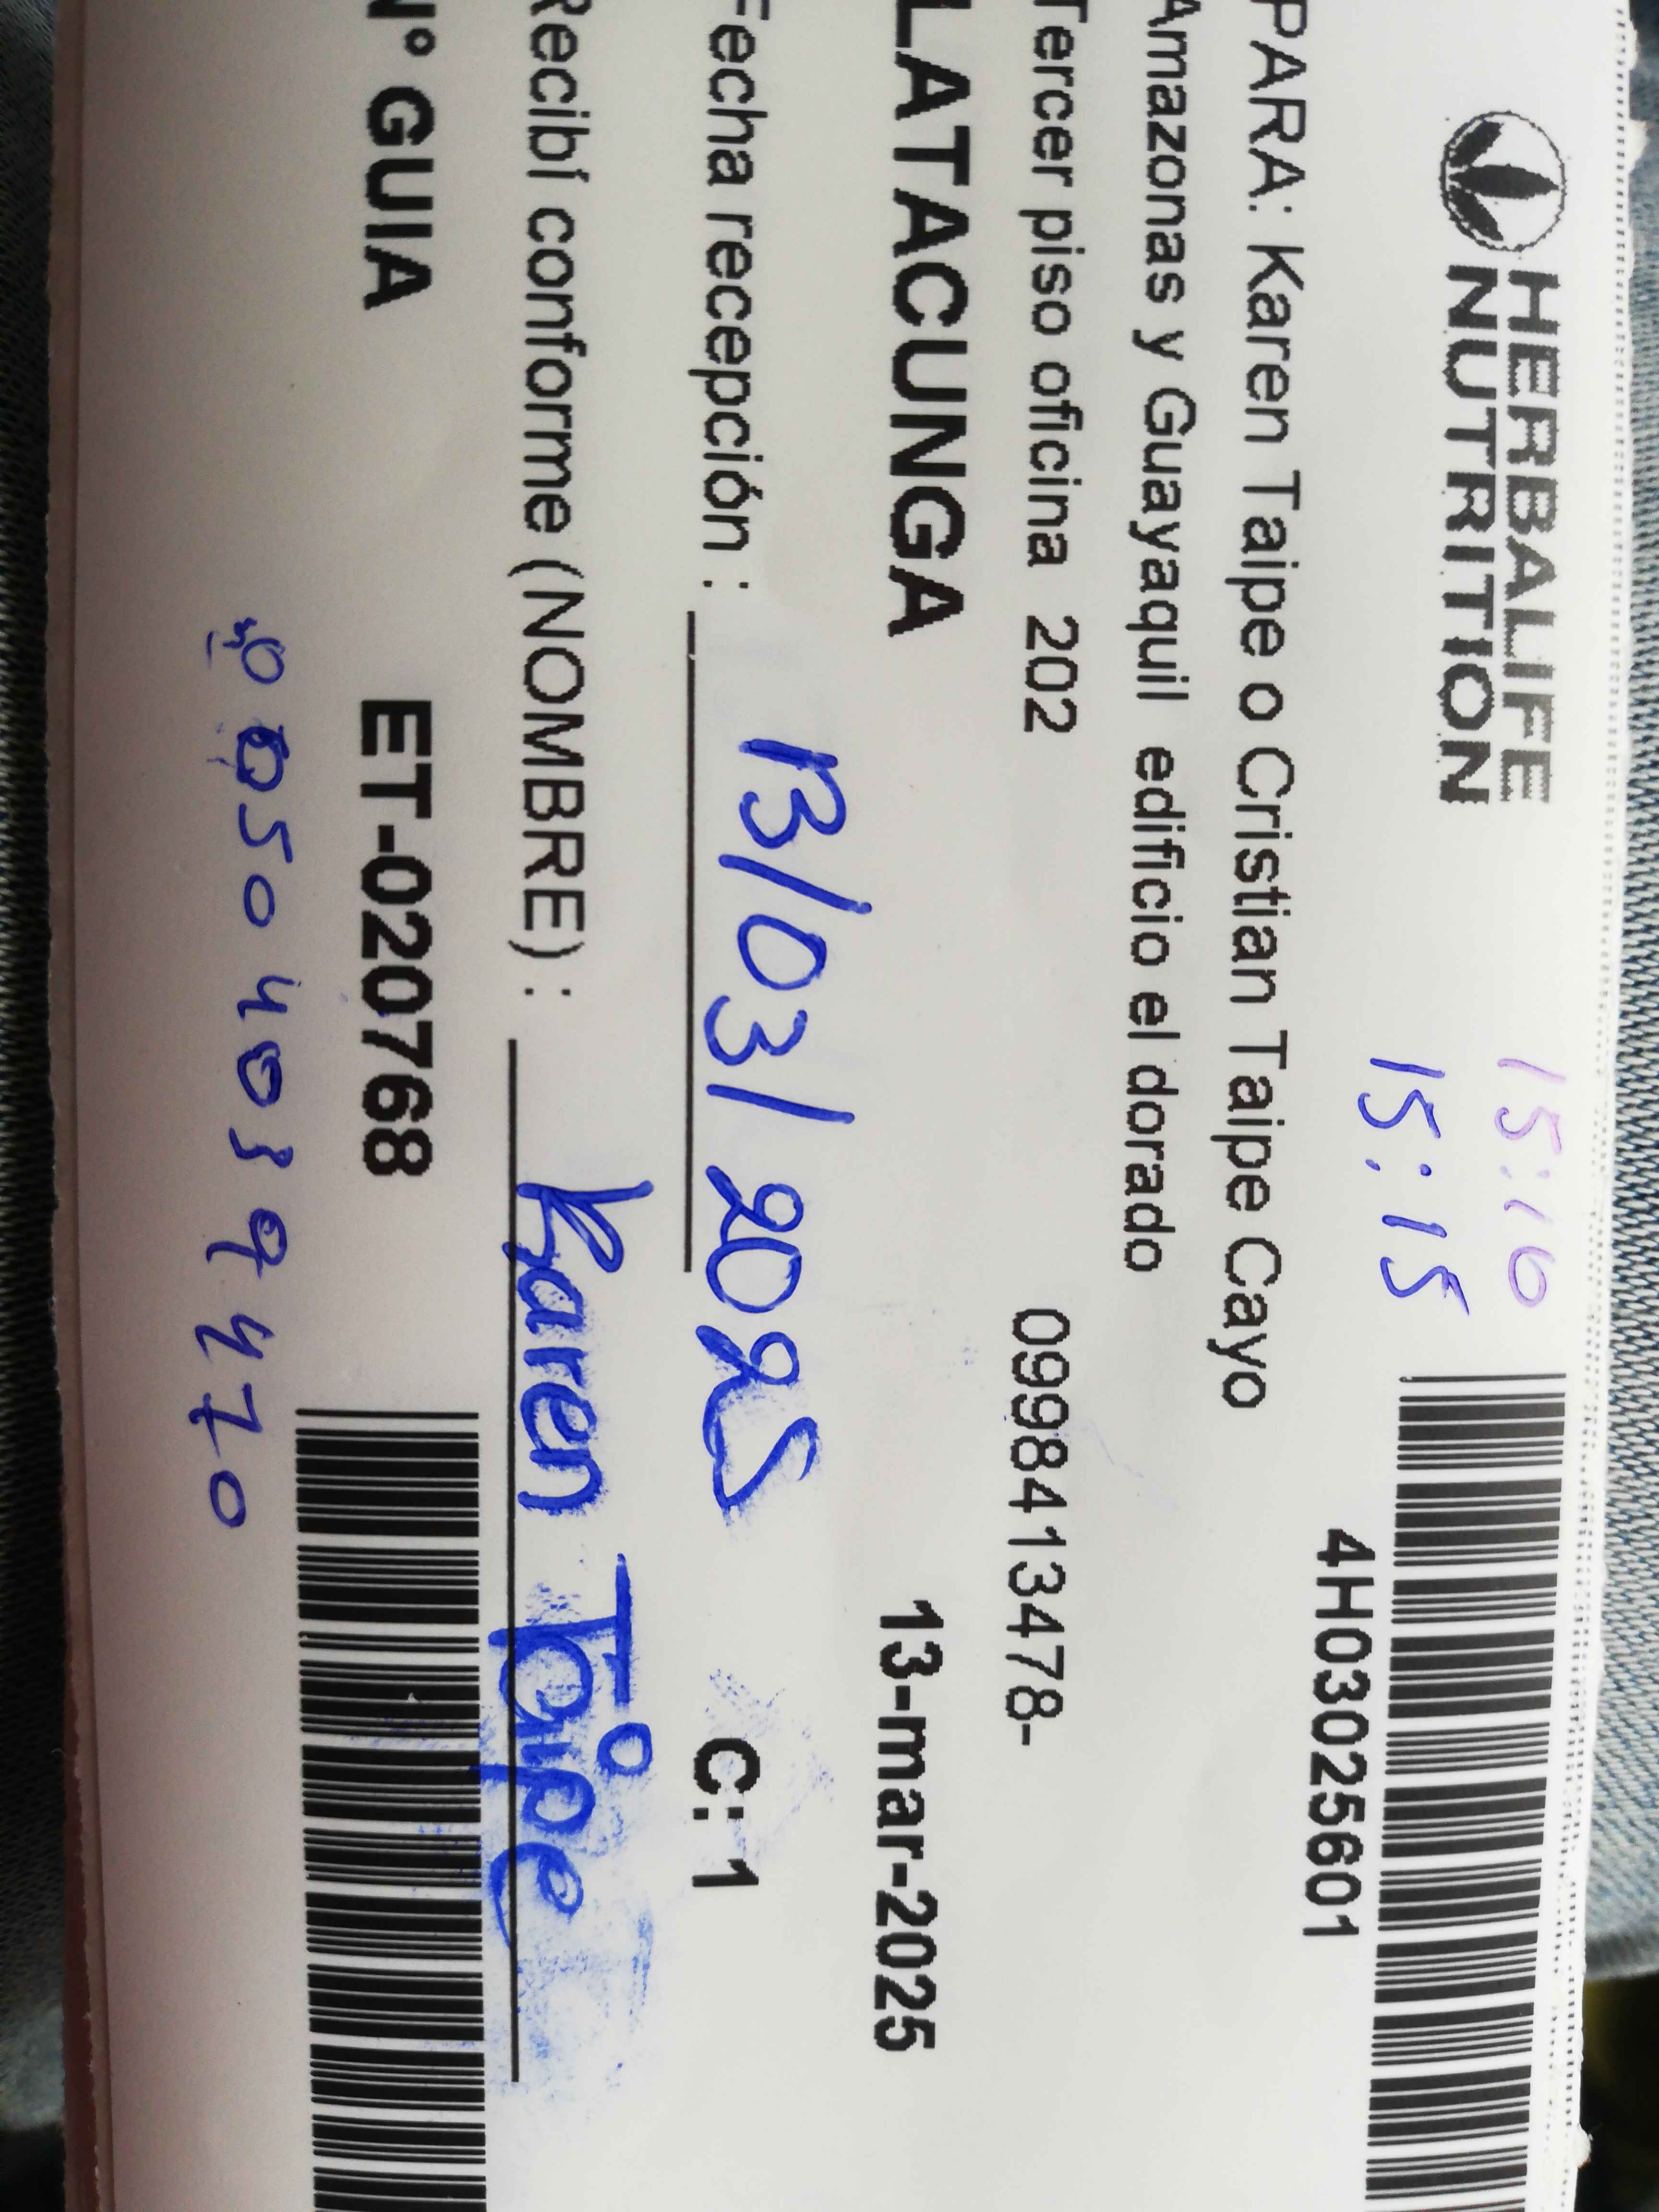 HERBALIFE
NUTRITION
15:10
15:15
4H03025601
PARA: Karen Taipe o Cristian Taipe Cayo
Amazonas y Guayaquil edificio el dorado
Tercer piso oficina 202 0998413478-
LATACUNGA 13-mar-2025
Fecha recepción : 13/03/2025 C: 1
Recibí conforme (NOMBRE) : Karen Taipe
N° GUIA ET-020768